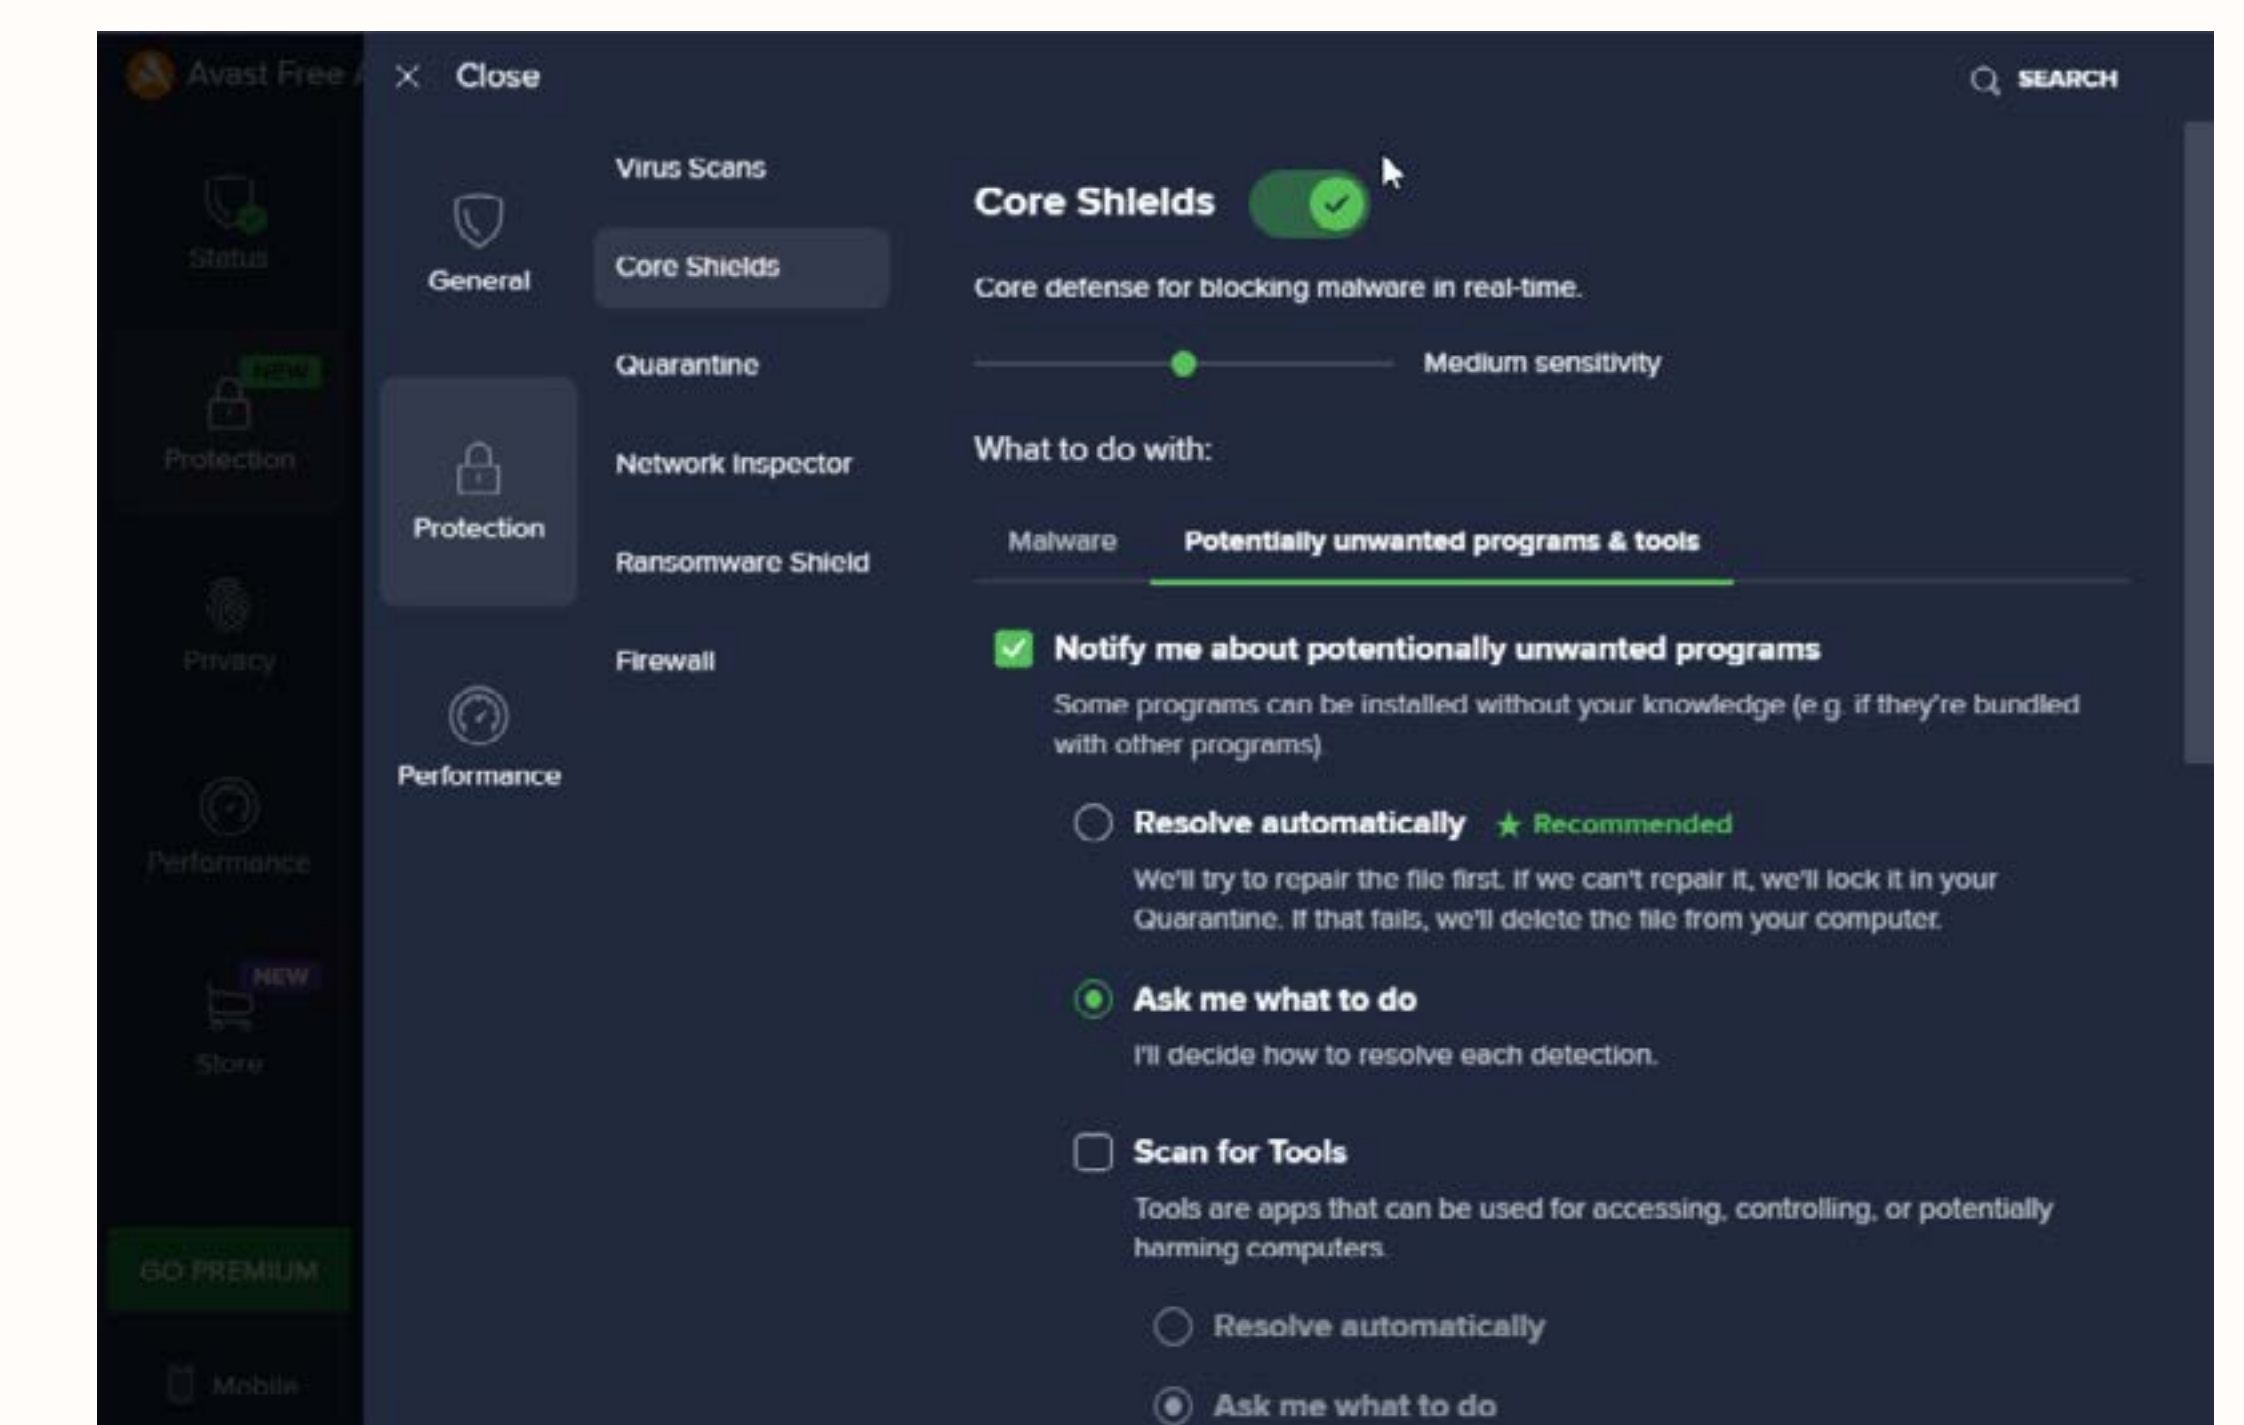 Avast Free
Close
SEARCH
Status
NEW
Protection
Privacy
Performance
NEW
Store
GO PREMIUM
Mobile
General
Protection
Performance
Virus Scans
Core Shields
Quarantine
Network Inspector
Ransomware Shield
Firewall
Core Shields
Core defense for blocking malware in real-time.
Medium sensitivity
What to do with:
Malware
Potentially unwanted programs & tools
Notify me about potentionally unwanted programs
Some programs can be installed without your knowledge (e.g. if they're bundled
with other programs)
Resolve automatically ★ Recommended
We'll try to repair the file first. If we can't repair it, we'll lock it in your
Quarantine. If that fails, we'll delete the file from your computer.
Ask me what to do
I'll decide how to resolve each detection.
Scan for Tools
Tools are apps that can be used for accessing, controlling, or potentially
harming computers.
Resolve automatically
Ask me what to do